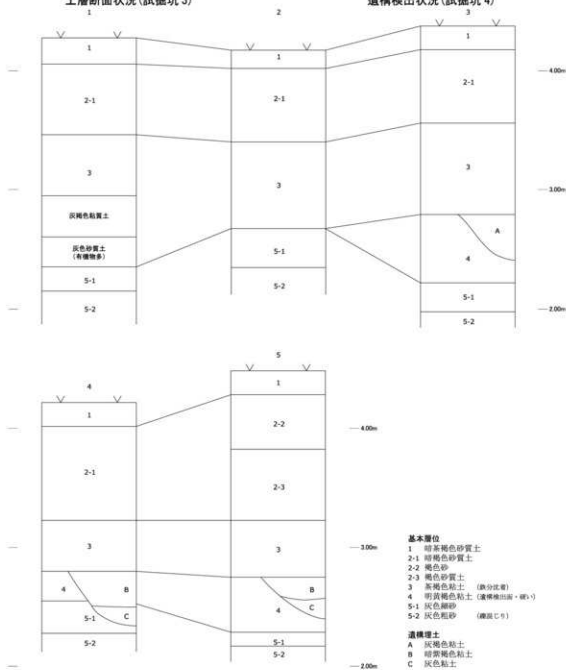 土層断面状況(試掘坑3)
遺構検出状況(試掘坑4)
1
2
3
1
1
1
4.00m
2-1
2-1
2-1
3
3
3
3.00m
灰褐色粘質土
灰色砂質土
(有機物多)
A
4
5-1
5-1
5-1
5-2
5-2
5-2
2.00m
4
5
1
1
2-2
4.00m
2-1
2-3
3
3
3.00m
4
B
B
C
4
C
5-1
5-1
5-2
5-2
2.00m
基本層位
1 暗茶褐色砂質土
2-1 暗褐色砂質土
2-2 褐色砂
2-3 褐色砂質土
3 茶褐色粘土 (鉄分沈着)
4 明黄褐色粘土 (遺構検出面・硬い)
5-1 灰色細砂
5-2 灰色粗砂 (礫混じり)
遺構埋土
A 灰褐色粘土
B 暗紫褐色粘土
C 灰色粘土